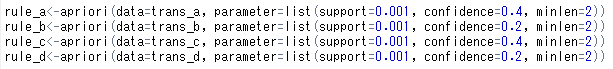 rule_a<-apriori(data=trans_a, parameter=list(support=0.001, confidence=0.4, minlen=2))
rule_b<-apriori(data=trans_b, parameter=list(support=0.001, confidence=0.2, minlen=2))
rule_c<-apriori(data=trans_c, parameter=list(support=0.001, confidence=0.4, minlen=2))
rule_d<-apriori(data=trans_d, parameter=list(support=0.001, confidence=0.2, minlen=2))